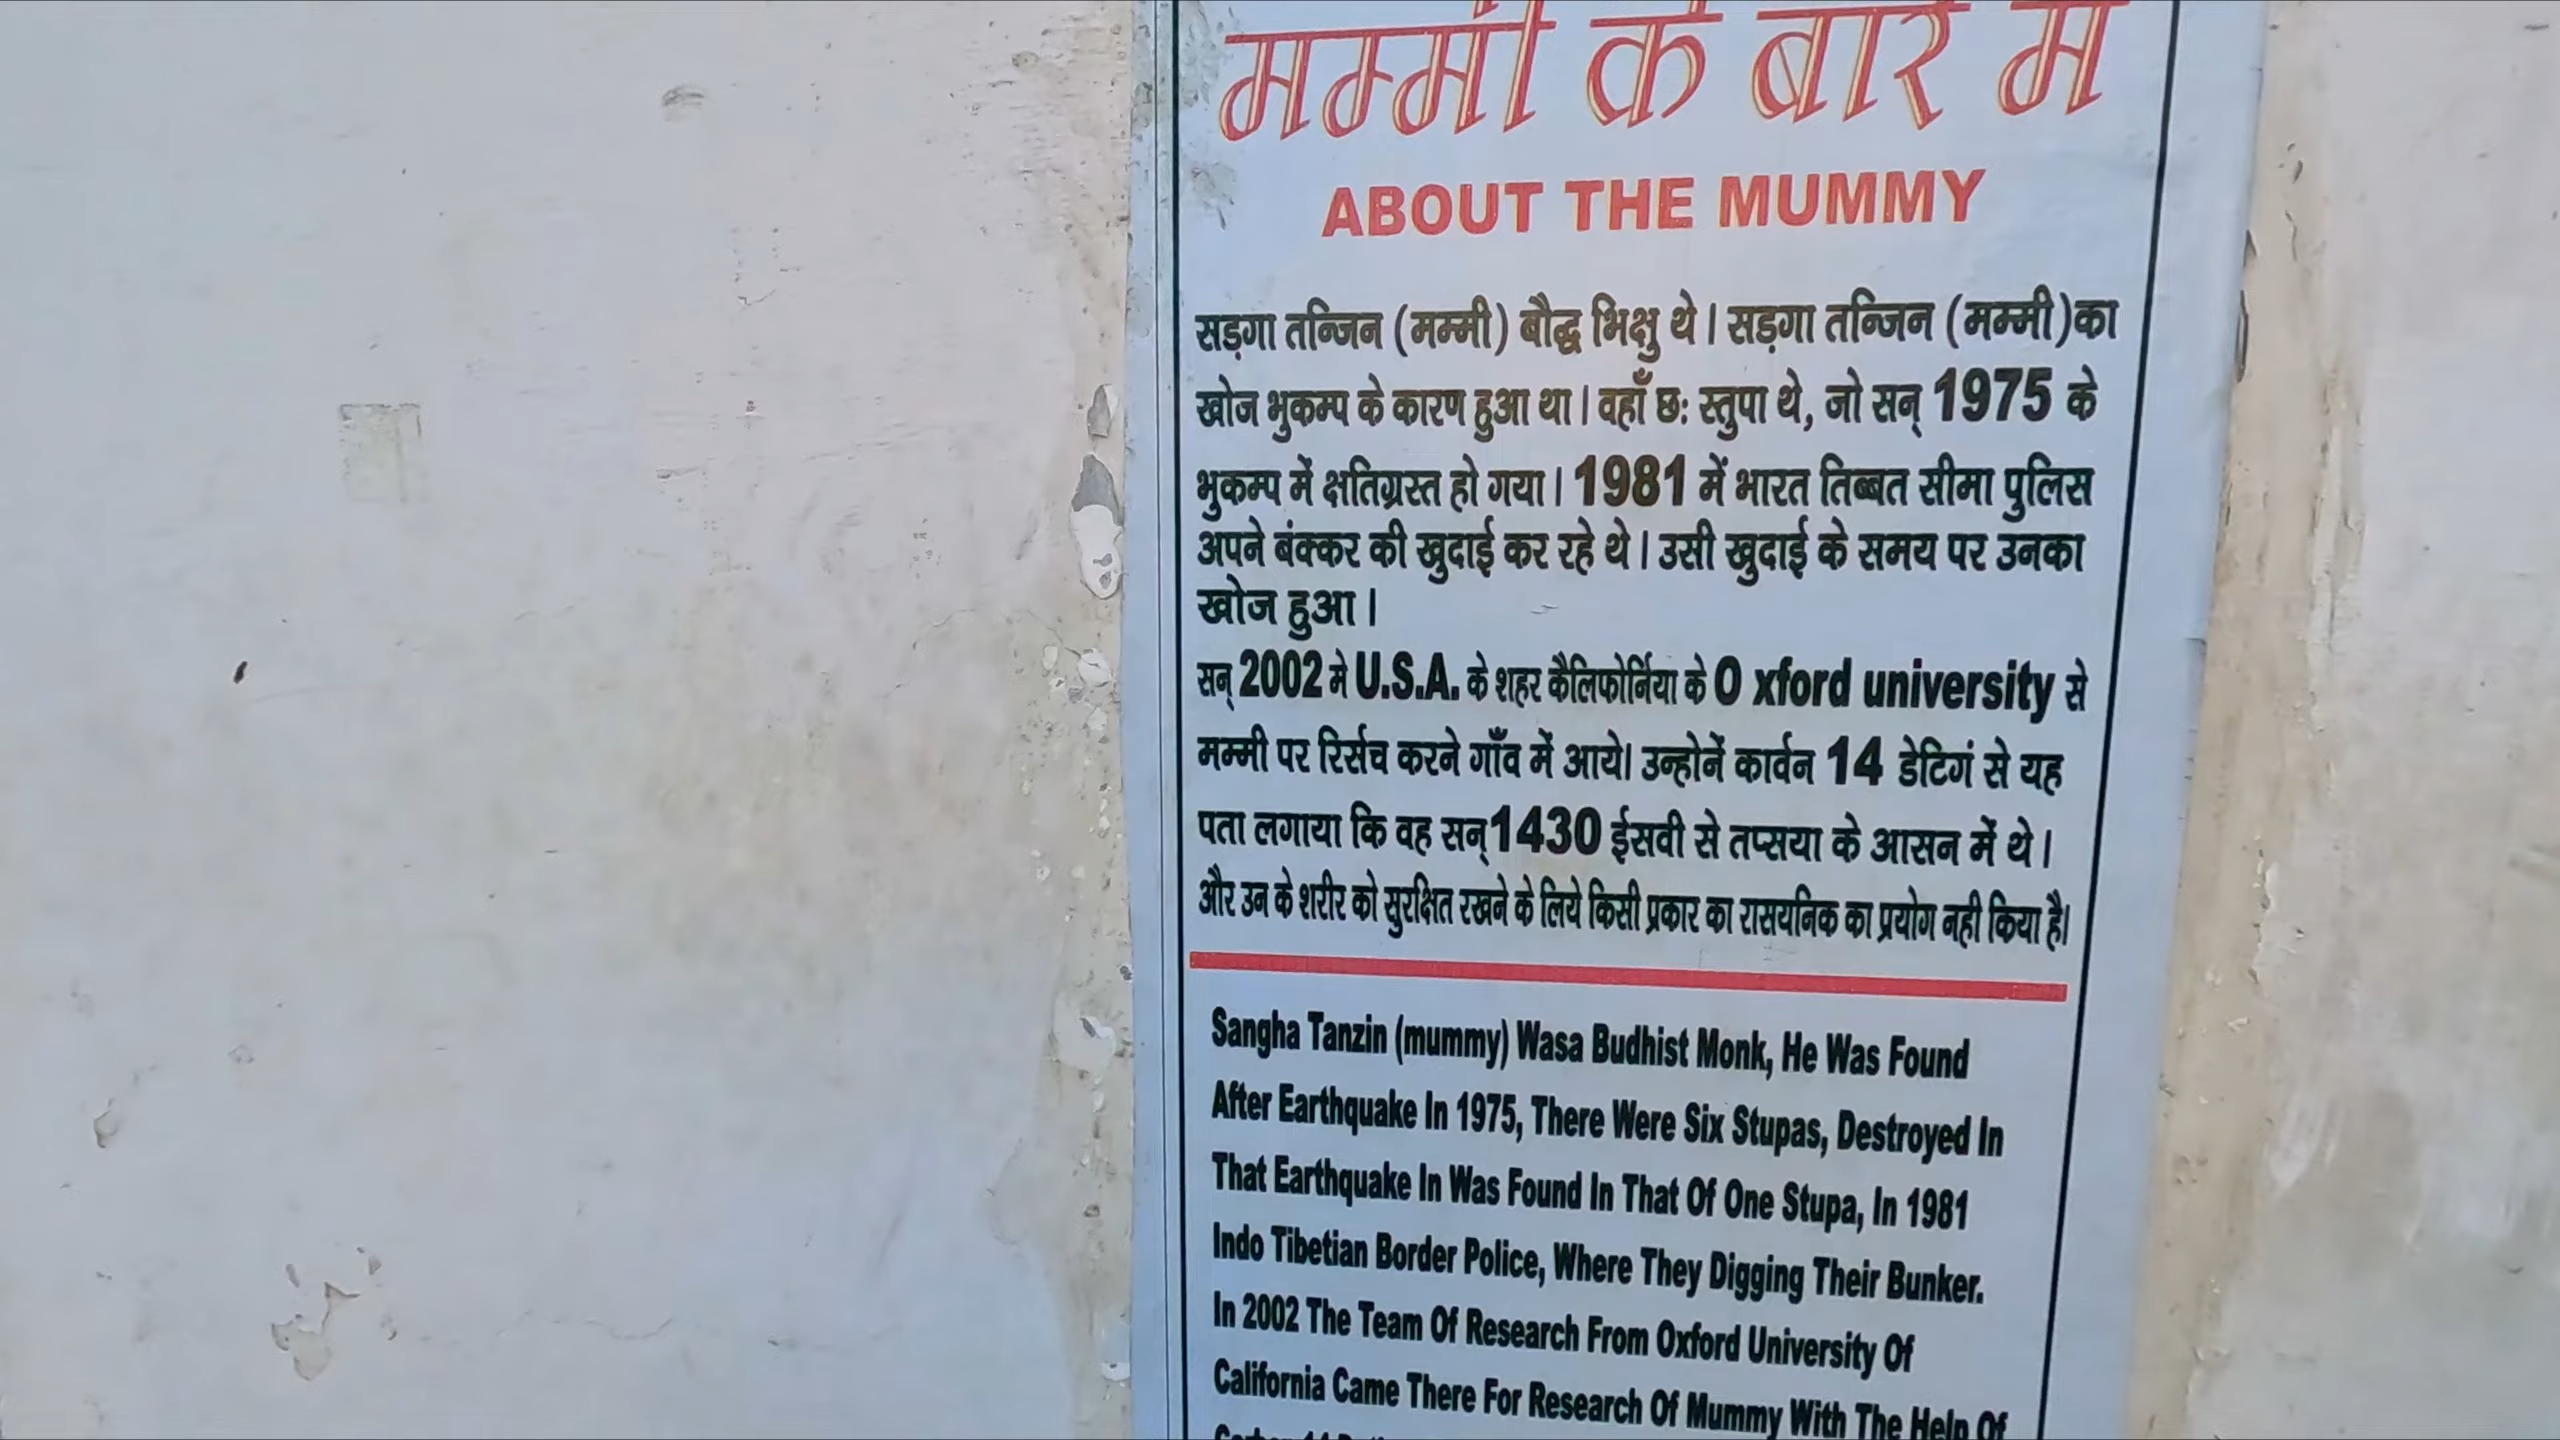 मम्मी के बारे में
ABOUT THE MUMMY
सड़गा तन्जिन (मम्मी) बौद्ध भिक्षु थे। सड़गा तन्जिन (मम्मी)का
खोज भुकम्प के कारण हुआ था। वहाँ छः स्तुपा थे, जो सन् 1975 के
भुकम्प में क्षतिग्रस्त हो गया। 1981 में भारत तिब्बत सीमा पुलिस
अपने बंक्कर की खुदाई कर रहे थे। उसी खुदाई के समय पर उनका
खोज हुआ।
सन् 2002 मे U.S.A. के शहर कैलिफोर्निया के O xford university से
मम्मी पर रिर्सच करने गाँव में आये। उन्होनें कार्वन 14 डेटिगं से यह
पता लगाया कि वह सन् 1430 ईसवी से तप्सया के आसन में थे।
और उन के शरीर को सुरक्षित रखने के लिये किसी प्रकार का रासयनिक का प्रयोग नही किया है।
Sangha Tanzin (mummy) Wasa Budhist Monk, He Was Found
After Earthquake In 1975, There Were Six Stupas, Destroyed In
That Earthquake In Was Found In That Of One Stupa, In 1981
Indo Tibetian Border Police, Where They Digging Their Bunker.
In 2002 The Team Of Research From Oxford University Of
California Came There For Research Of Mummy With The Help Of